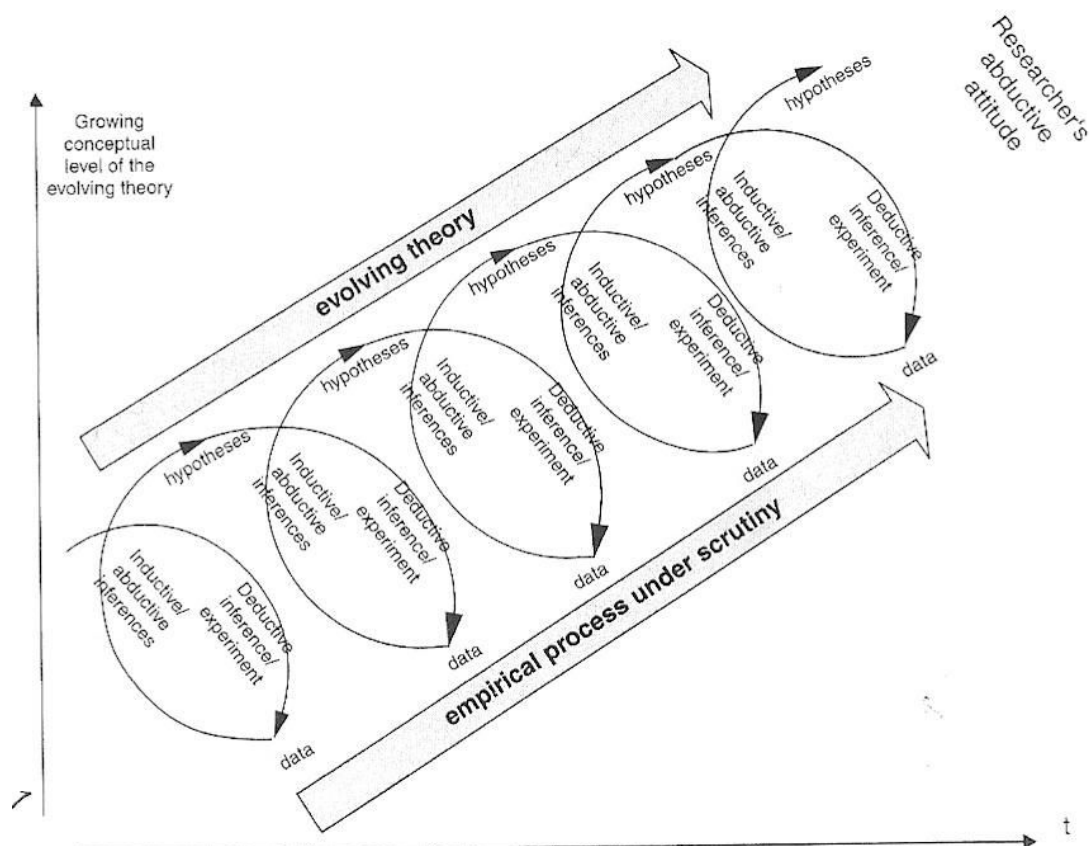 Researcher's
abductive
attitude
Growing
conceptual
level of the
evolving theory
evolving theory
hypotheses
Inductive/
abductive
inferences
Deductive
inference/
experiment
data
hypotheses
Inductive/
abductive
inferences
Deductive
inference/
experiment
data
hypotheses
Inductive/
abductive
inferences
Deductive
inference/
experiment
data
hypotheses
Inductive/
abductive
inferences
Deductive
inference/
experiment
data
hypotheses
Inductive/
abductive
inferences
Deductive
inference/
experiment
data
empirical process under scrutiny
t